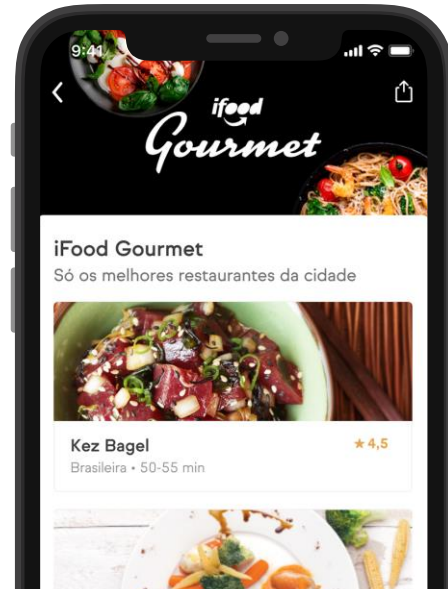 9:41
ifood
Gourmet
iFood Gourmet
Só os melhores restaurantes da cidade
Kez Bagel
★ 4,5
Brasileira • 50-55 min